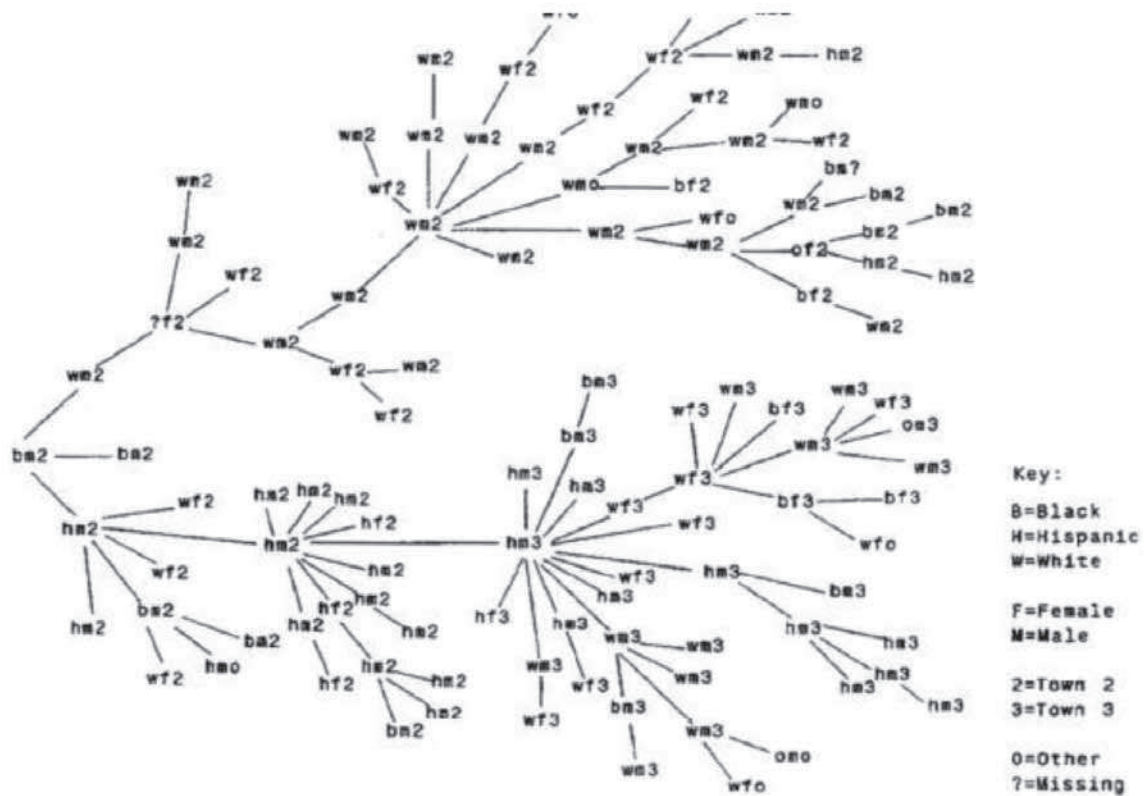 wm2 wf2 wf2 wm2 hm2
wf2 wf2 wmo
wm2 wm2 wm2 wm2 wm2 wm2 wf2
wm2 wf2 wmo bf2 bm?
wm2 bm2
wm2 wm2 wfo bm2
wm2 wm2 wm2 of2 bm2
wf2 wm2 hm2 hm2
?f2 wm2 bf2
wm2 wm2
wm2 wf2 wm2
wf2
bm3 wm3 wm3
wf3 bf3 wf3
bm2 bm2 bm3 wm3 om3
hm3 wf3 wm3
hm2 hm2 hm2 hm3 wf3 bf3 bf3
hm2 wf2 hf2 wf3
hm2 hm3 wfo
wf2 hm2 wf3 hm3
bm2 hf2 hm2 hm3 bm3
hm2 hm2 hm2 hf3 hm3 wm3 hm3 hm3
bm2 wm3
wf2 hmo hm2 wm3 wm3 hm3
hf2 hm2 wf3 hm3
hm2 wf3 bm3 hm3
bm2 wm3
wm3 omo
wfo
Key:
B=Black
H=Hispanic
W=White
F=Female
M=Male
2=Town 2
3=Town 3
O=Other
?=Missing